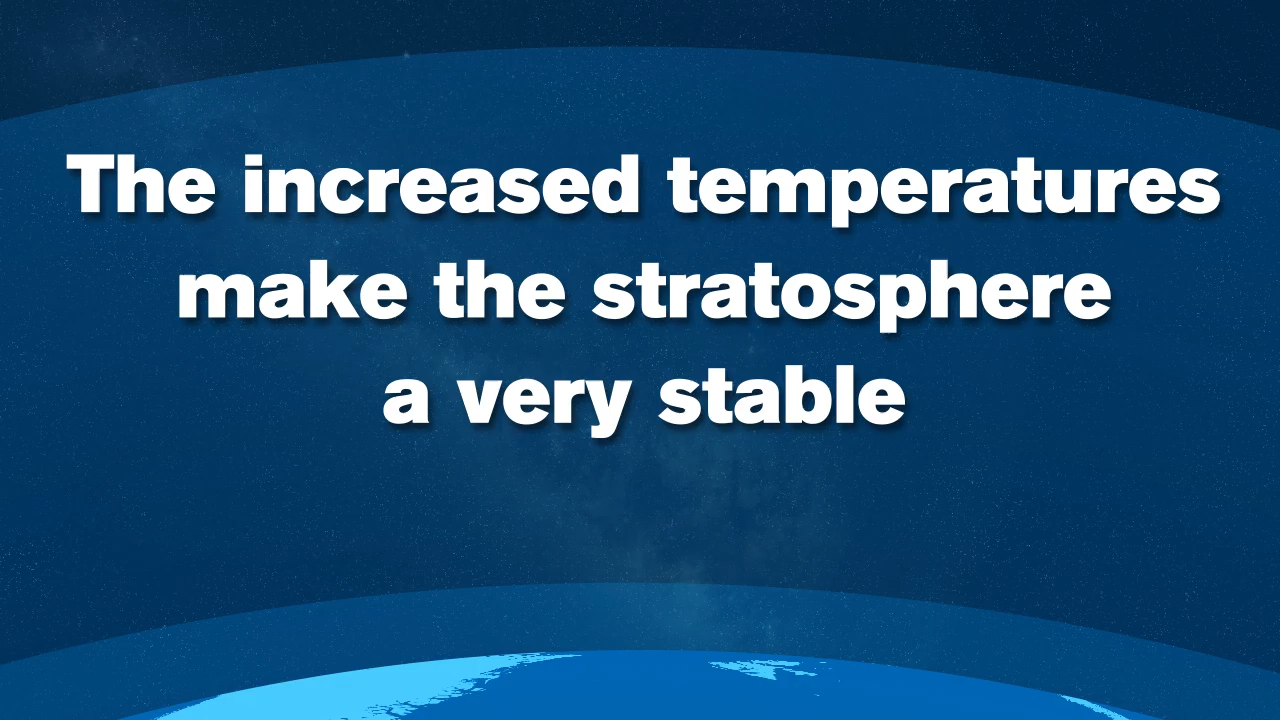 The increased temperatures
make the stratosphere
a very stable